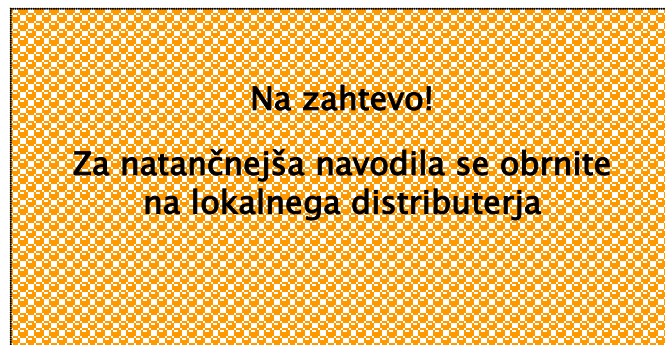 Na zahtevo!
Za natančnejša navodila se obrnite
na lokalnega distributerja